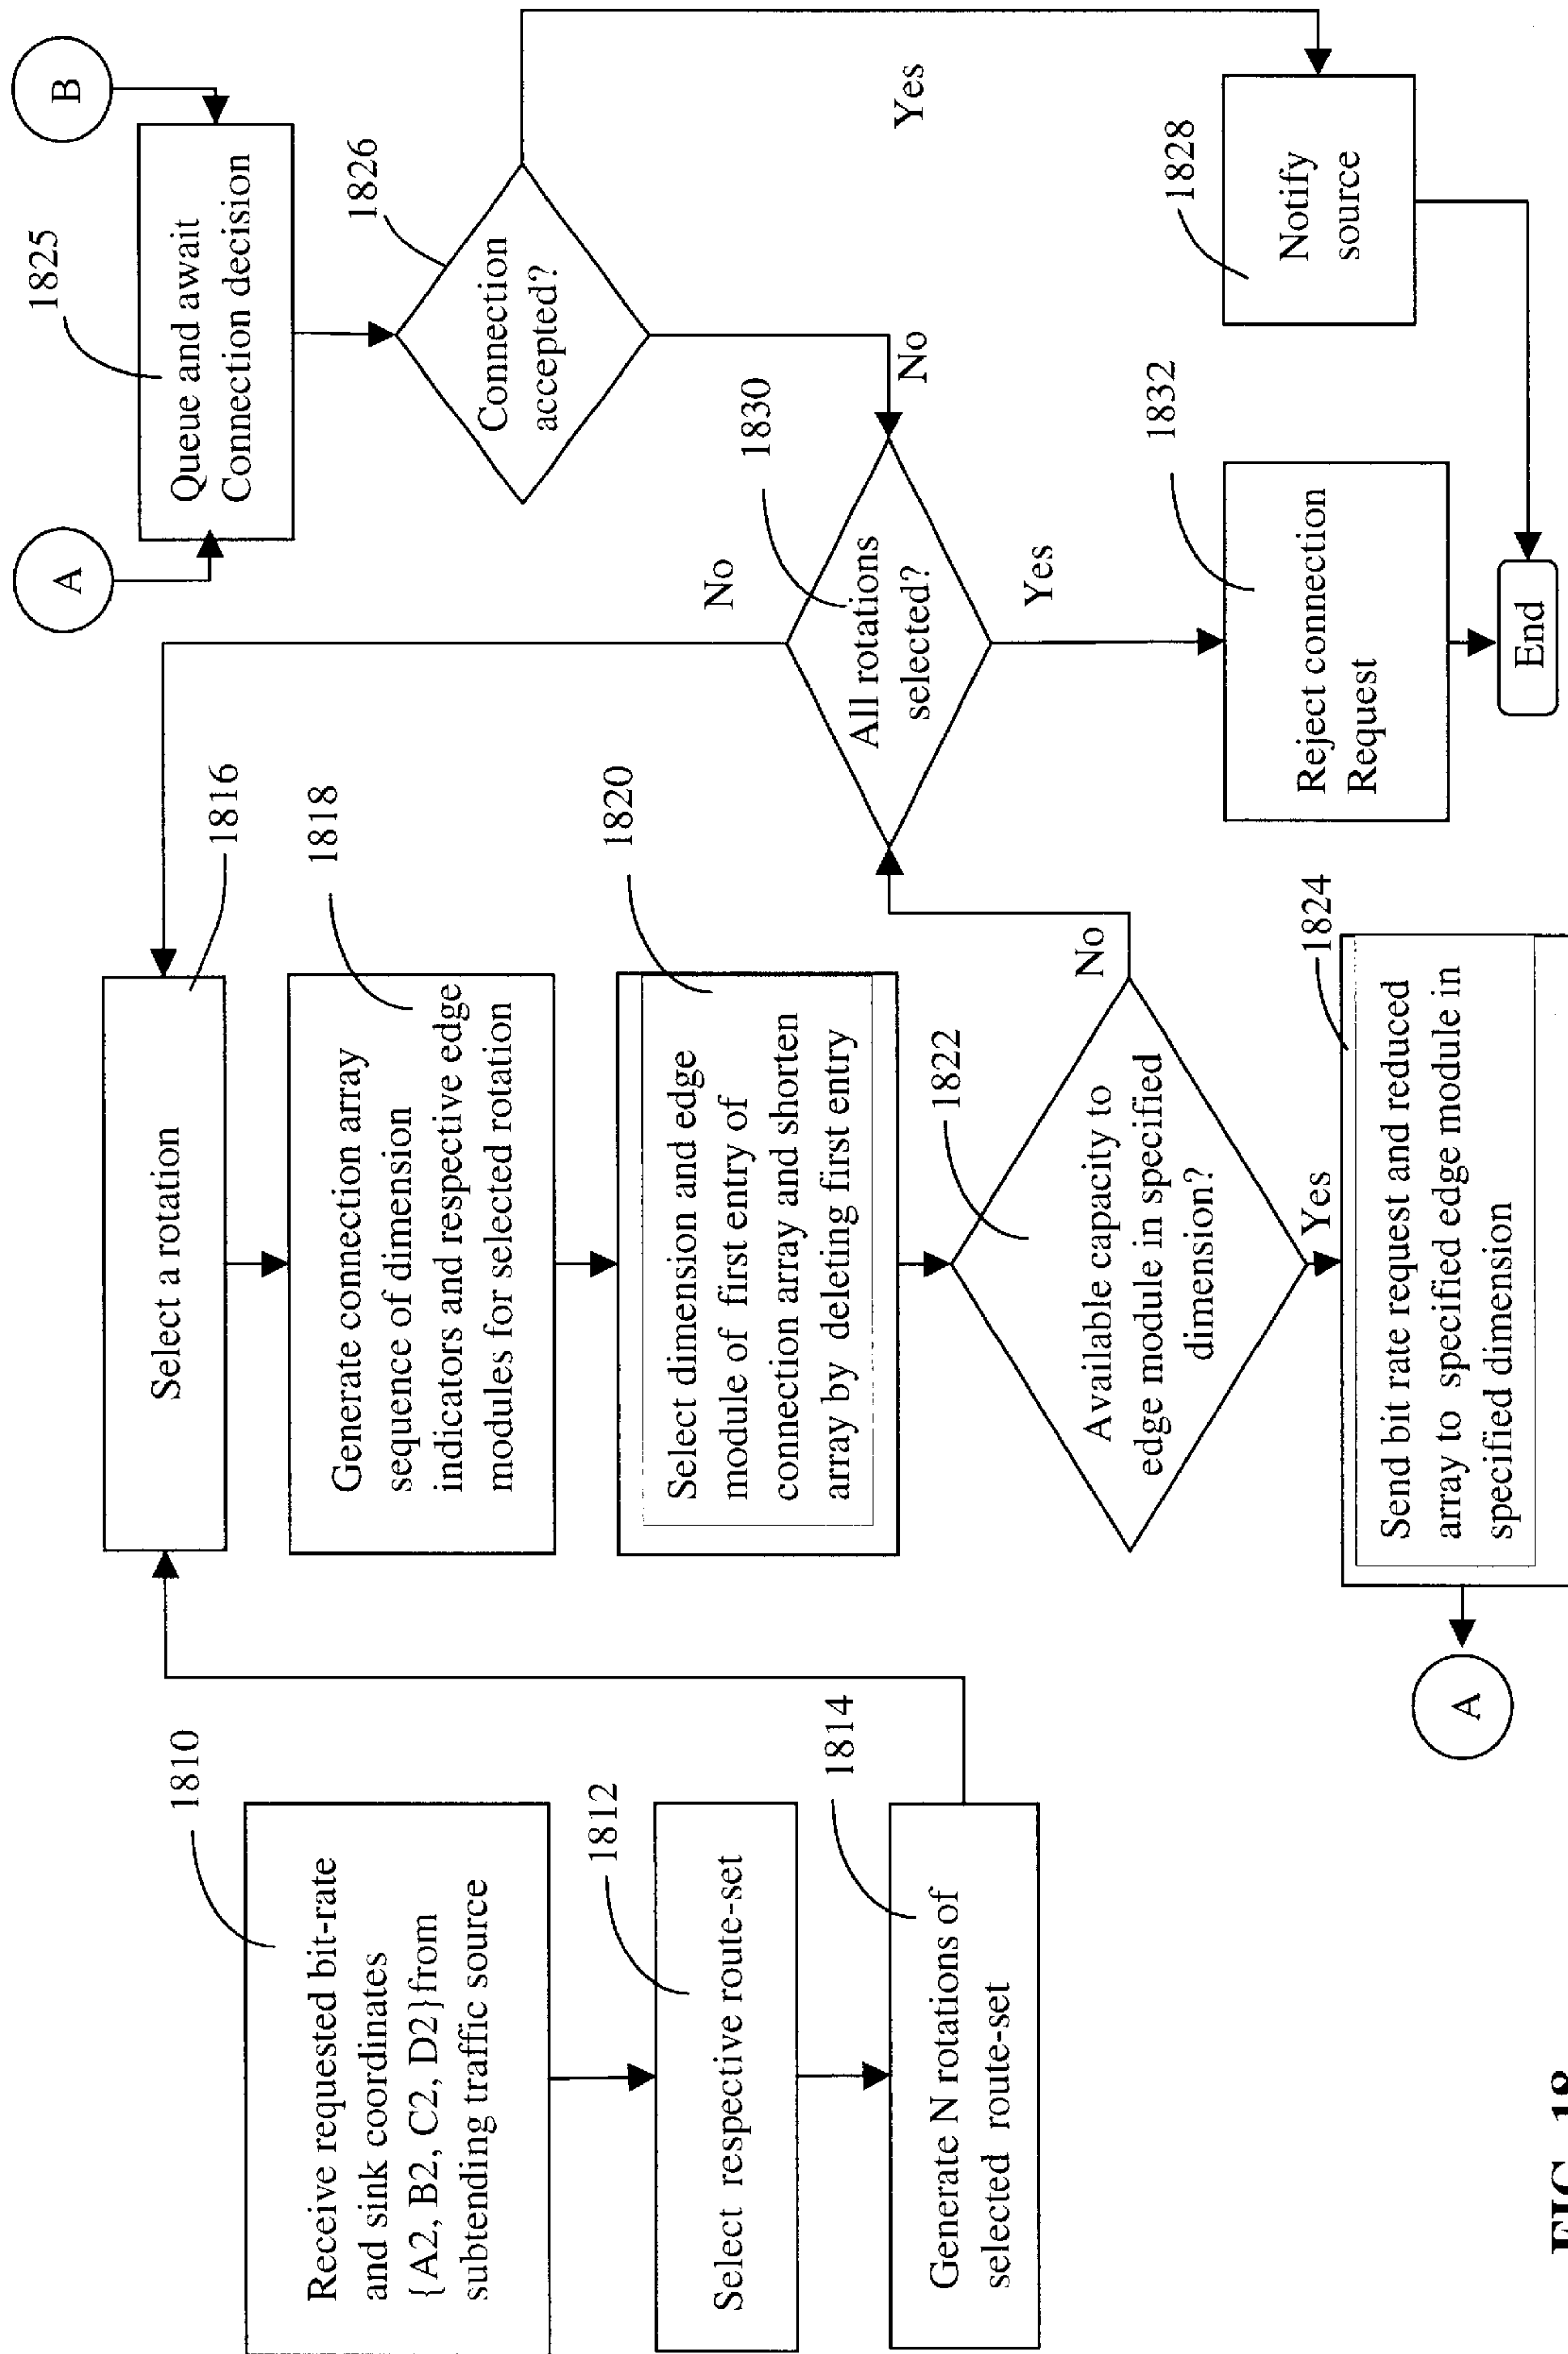 1810
Receive requested bit-rate
and sink coordinates
{A2, B2, C2, D2}from
subtending traffic source
1812
Select respective route-set
1814
Generate N rotations of
selected route-set
Select a rotation
1816
Generate connection array
sequence of dimension
indicators and respective edge
modules for selected rotation
1818
Select dimension and edge
module of first entry of
connection array and shorten
array by deleting first entry
1820
Available capacity to
edge module in specified
dimension?
1822
No
Yes
1824
Send bit rate request and reduced
array to specified edge module in
specified dimension
A
A
B
1825
Queue and await
Connection decision
1826
Connection
accepted?
No
Yes
1830
All rotations
selected?
No
Yes
1832
Reject connection
Request
1828
Notify
source
End
FIG. 18